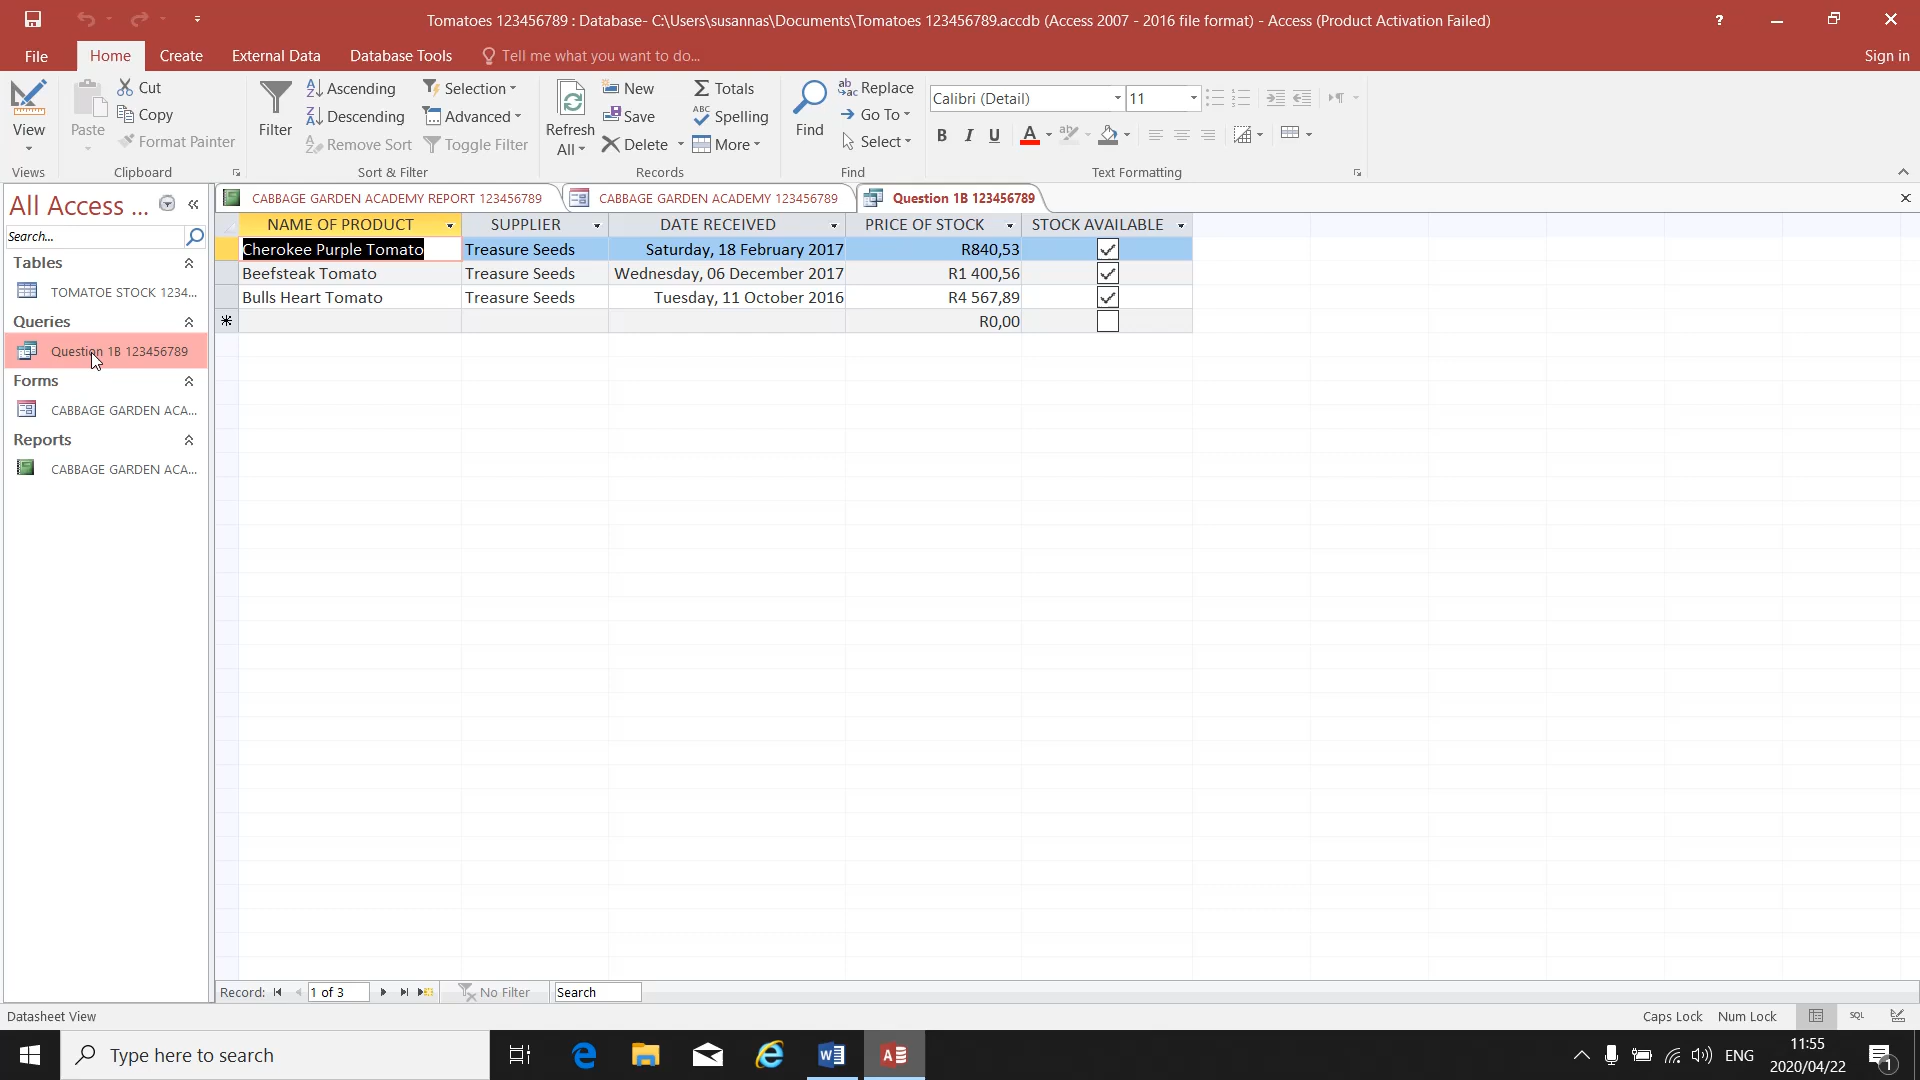 Tomatoes 123456789 : Database- C:\Users\susannas\Documents\Tomatoes 123456789.accdb (Access 2007 - 2016 file format) - Access (Product Activation Failed)
?
File
Home
Create
External Data
Database Tools
Tell me what you want to do...
Sign in
View
Paste
Cut
Copy
Format Painter
Filter
Ascending
Descending
Remove Sort
Selection
Advanced
Toggle Filter
Refresh
All
New
Save
Delete
Totals
Spelling
More
Find
Replace
Go To
Select
Calibri (Detail)
11
B I U A
Views
Clipboard
Sort & Filter
Records
Find
Text Formatting
All Access ...
Search...
Tables
TOMATOE STOCK 1234...
Queries
Question 1B 123456789
Forms
CABBAGE GARDEN ACA...
Reports
CABBAGE GARDEN ACA...
CABBAGE GARDEN ACADEMY REPORT 123456789
CABBAGE GARDEN ACADEMY 123456789
Question 1B 123456789
NAME OF PRODUCT SUPPLIER DATE RECEIVED PRICE OF STOCK STOCK AVAILABLE
Cherokee Purple Tomato Treasure Seeds Saturday, 18 February 2017 R840,53
Beefsteak Tomato Treasure Seeds Wednesday, 06 December 2017 R1 400,56
Bulls Heart Tomato Treasure Seeds Tuesday, 11 October 2016 R4 567,89
R0,00
Record: 1 of 3 No Filter Search
Datasheet View
Caps Lock Num Lock SQL
Type here to search
ENG
11:55
2020/04/22
1